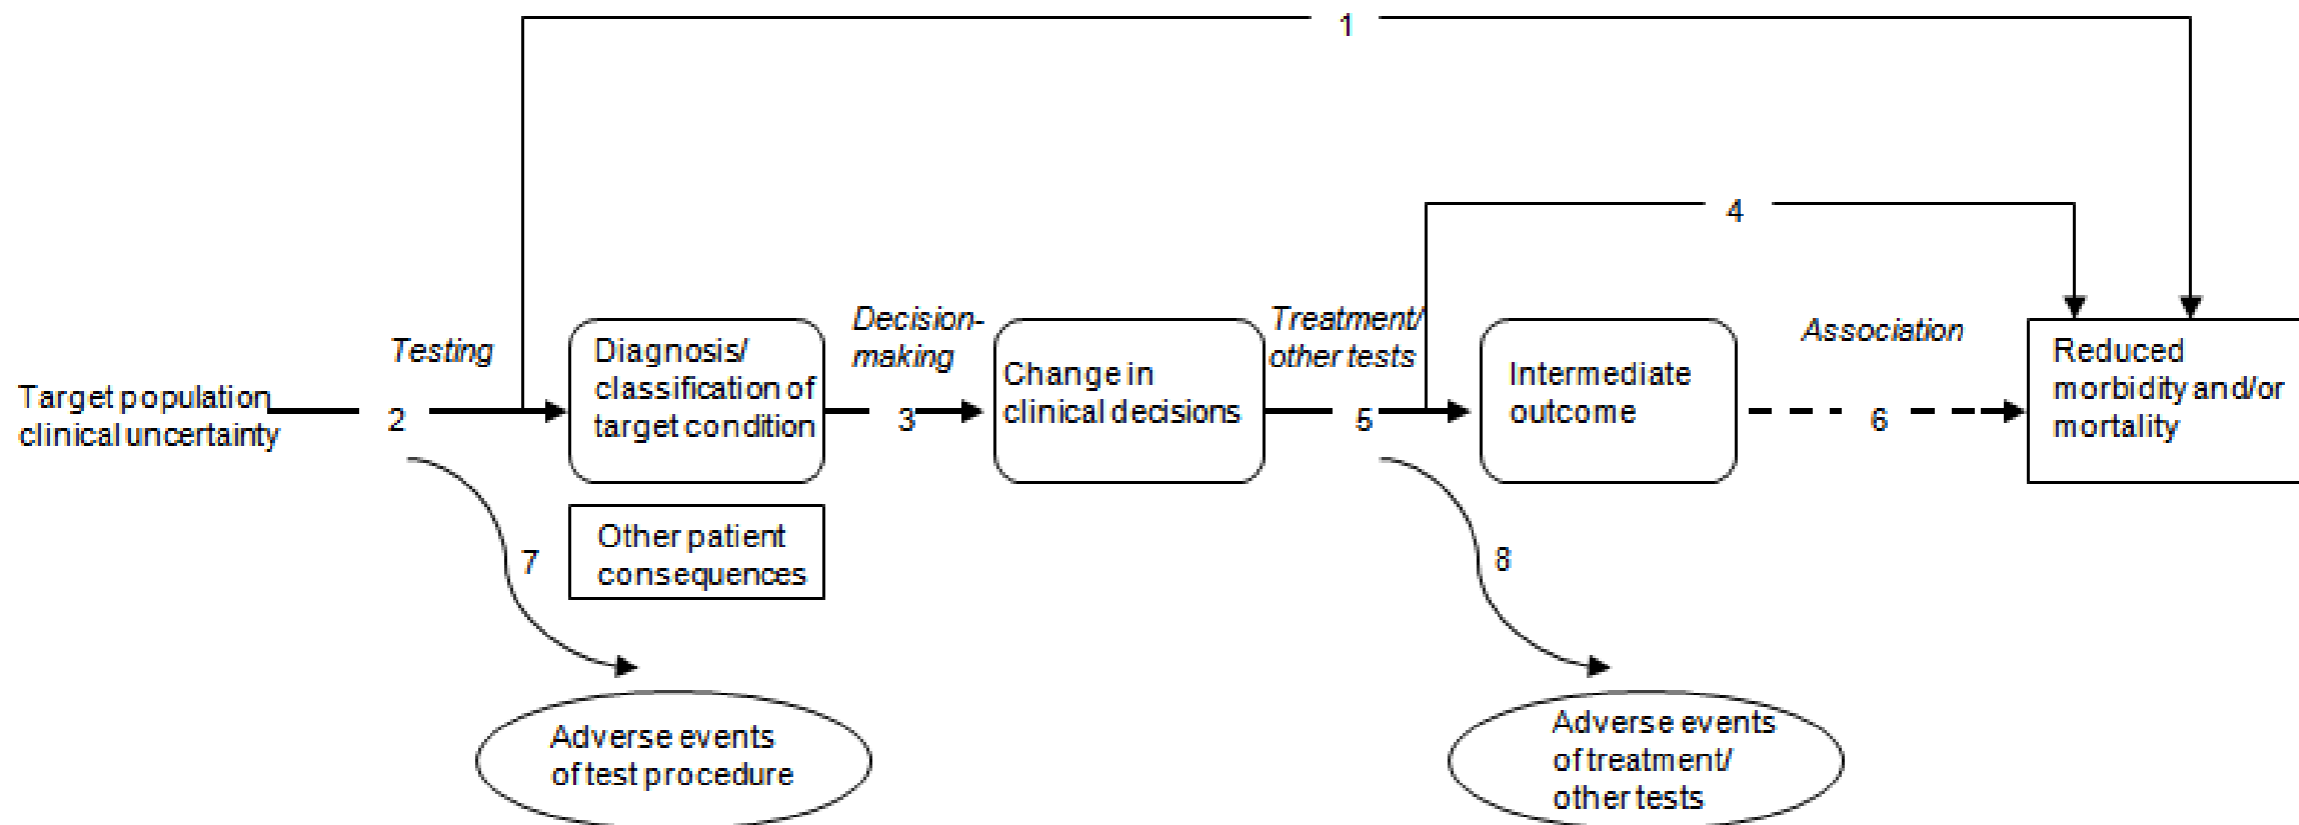 1
4
Testing
Decision-
making
Treatment/
other tests
Association
Target population
clinical uncertainty
2
Diagnosis/
classification of
target condition
3
Change in
clinical decisions
5
Intermediate
outcome
6
Reduced
morbidity and/or
mortality
7
Other patient
consequences
8
Adverse events
of test procedure
Adverse events
of treatment/
other tests